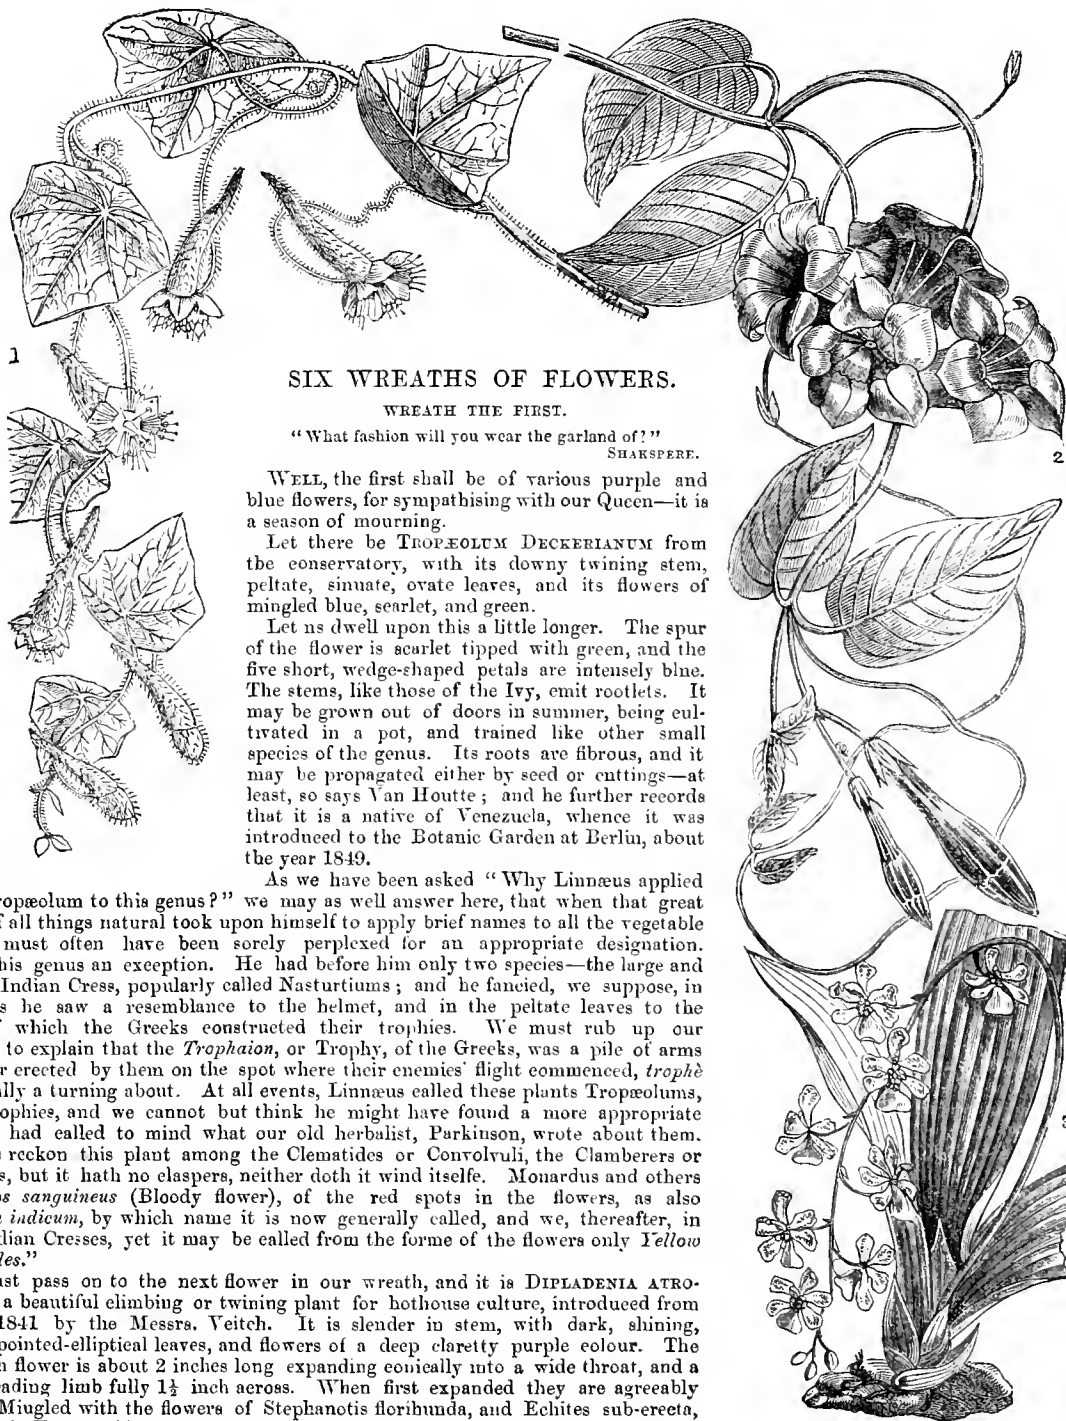 1
SIX WREATHS OF FLOWERS.
WREATH THE FIRST.
"What fashion will you wear the garland of?"
SHAKSPERE.
2
WELL, the first shall be of various purple and
blue flowers, for sympathising with our Queen—it is
a season of mourning.
Let there be TROPÆOLUM DECKERIANUM from
the conservatory, with its downy twining stem,
peltate, sinuate, ovate leaves, and its flowers of
mingled blue, scarlet, and green.
Let us dwell upon this a little longer. The spur
of the flower is scarlet tipped with green, and the
five short, wedge-shaped petals are intensely blue.
The stems, like those of the Ivy, emit rootlets. It
may be grown out of doors in summer, being cul-
tivated in a pot, and trained like other small
species of the genus. Its roots are fibrous, and it
may be propagated either by seed or cuttings—at
least, so says Van Houtte; and he further records
that it is a native of Venezuela, whence it was
introduced to the Botanic Garden at Berlin, about
the year 1849.
As we have been asked "Why Linnæus applied
ropæolum to this genus?" we may as well answer here, that when that great
f all things natural took upon himself to apply brief names to all the vegetable
must often have been sorely perplexed for an appropriate designation.
his genus an exception. He had before him only two species—the large and
Indian Cress, popularly called Nasturtiums; and he fancied, we suppose, in
s he saw a resemblance to the helmet, and in the peltate leaves to the
f which the Greeks constructed their trophies. We must rub up our
to explain that the Trophaion, or Trophy, of the Greeks, was a pile of arms
r erected by them on the spot where their enemies' flight commenced, trophè
lly a turning about. At all events, Linnæus called these plants Tropæolums,
ophies, and we cannot but think he might have found a more appropriate
had called to mind what our old herbalist, Parkinson, wrote about them.
reckon this plant among the Clematides or Convolvuli, the Clamberers or
s, but it hath no claspers, neither doth it wind itselfe. Monardus and others
s sanguineus (Bloody flower), of the red spots in the flowers, as also
indicum, by which name it is now generally called, and we, thereafter, in
dian Cresses, yet it may be called from the forme of the flowers only Yellow
les."
ust pass on to the next flower in our wreath, and it is DIPLADENIA ATRO-
a beautiful climbing or twining plant for hothouse culture, introduced from
1841 by the Messrs. Veitch. It is slender in stem, with dark, shining,
pointed-elliptical leaves, and flowers of a deep claretty purple colour. The
h flower is about 2 inches long expanding conically into a wide throat, and a
ading limb fully 1½ inch across. When first expanded they are agreeably
Mingled with the flowers of Stephanotis floribunda, and Echites sub-erecta,